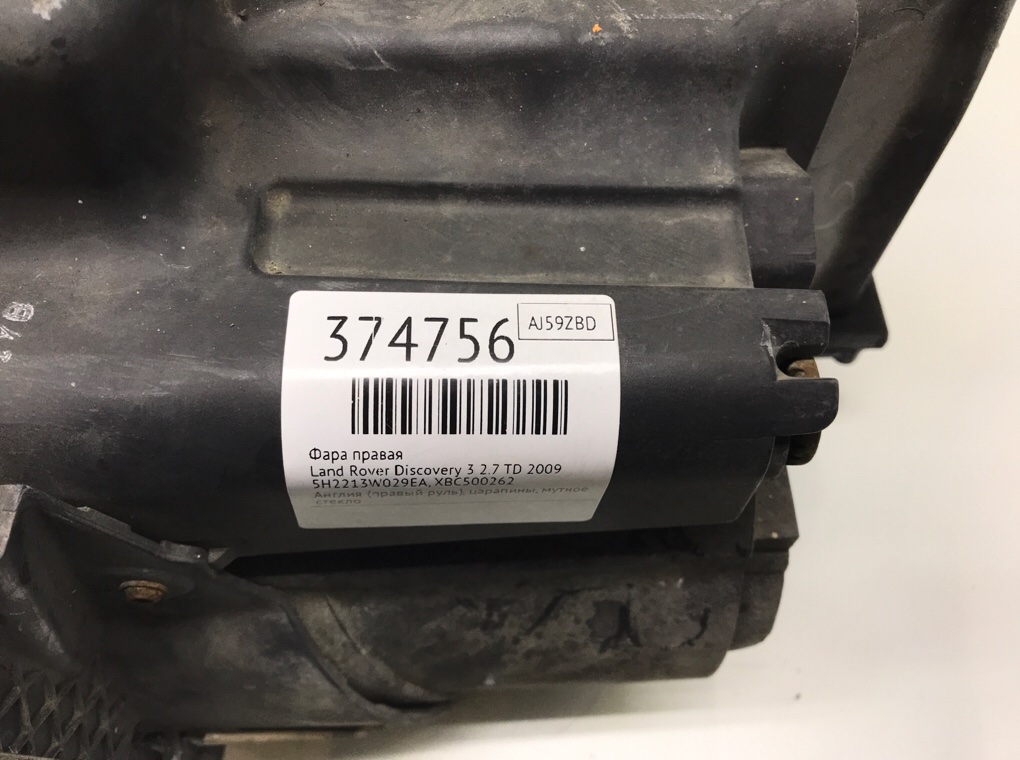 374756
AJ59ZBD
Фара правая
Land Rover Discovery 3 2.7 TD 2009
5H2213W029EA, XBC500262
Англия (правый руль), царапины, мутное
стекло